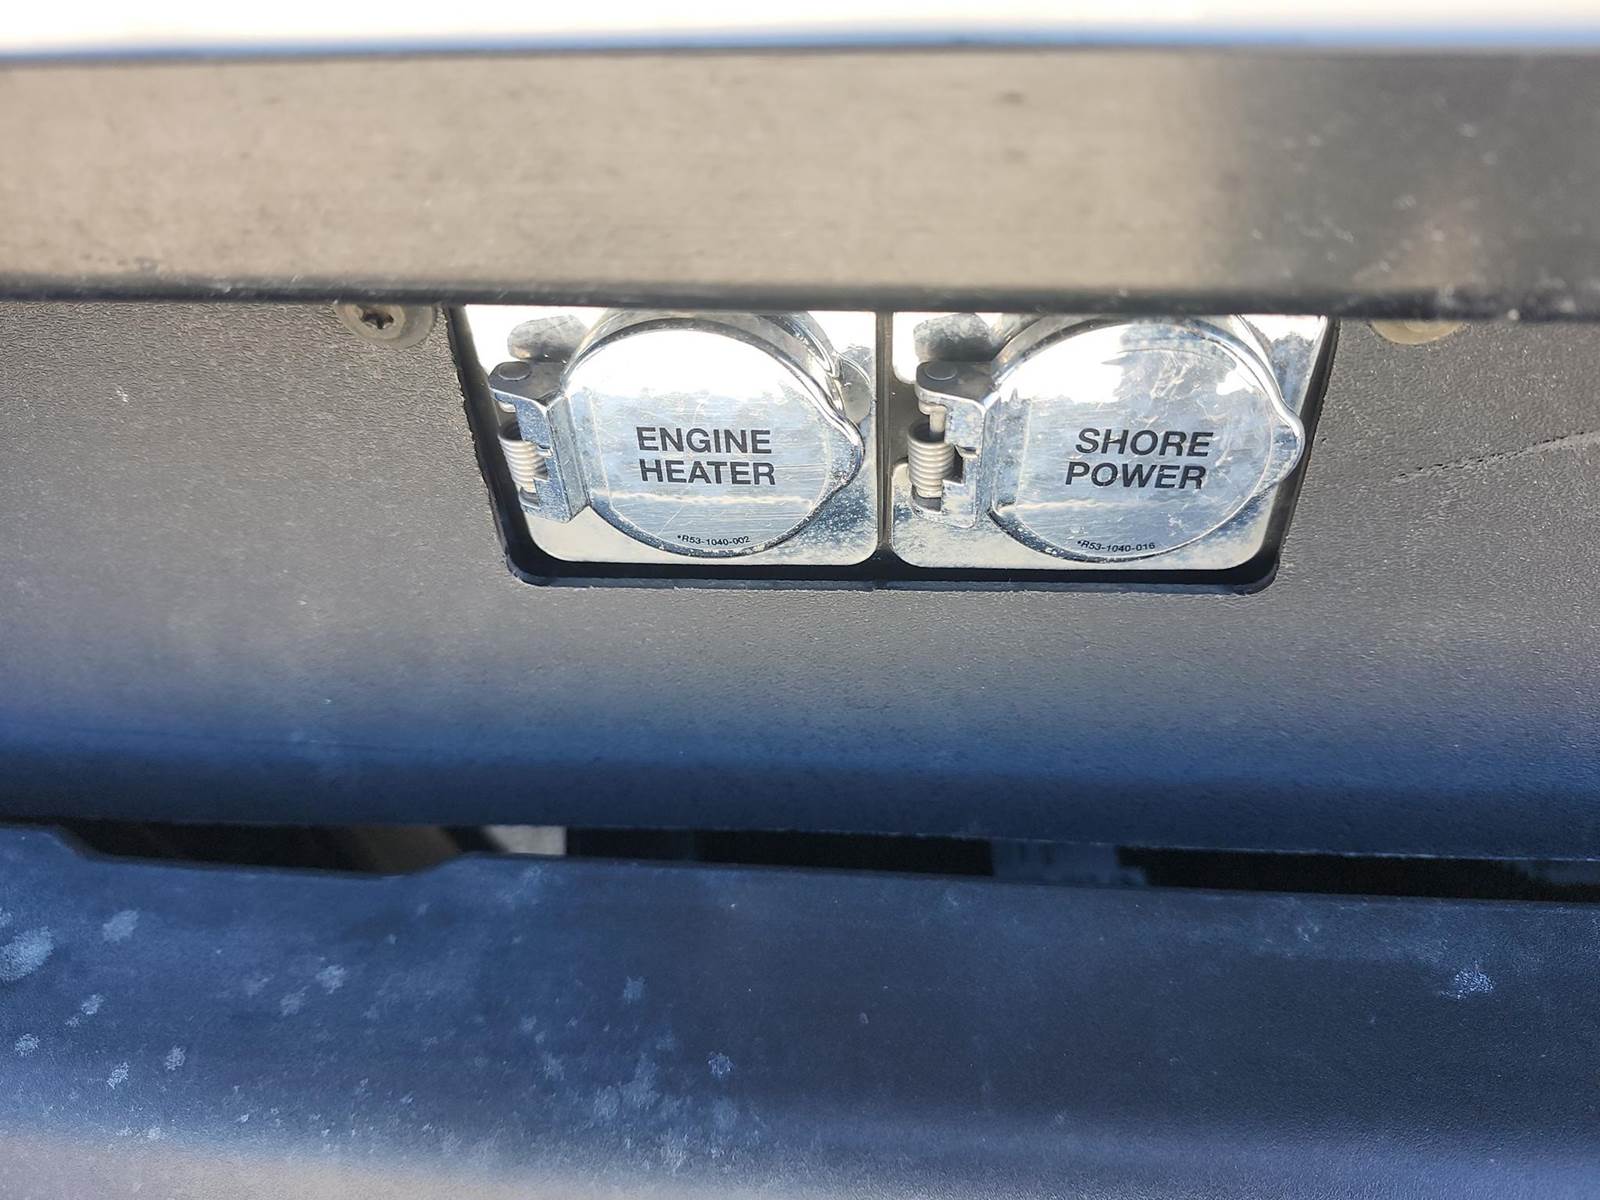 ENGINE
HEATER
*R53-1040-002
SHORE
POWER
*R53-1040-016